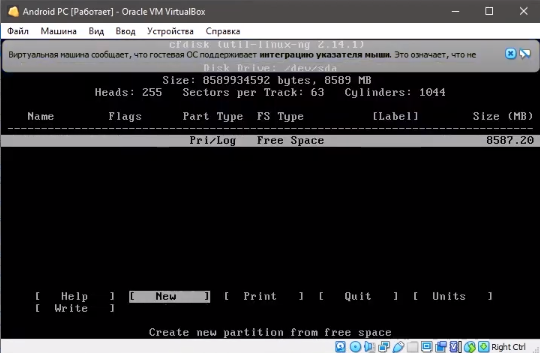 Android PC [Работает] - Oracle VM VirtualBox
Файл Машина Вид Ввод Устройства Справка
cfdisk (util-linux-ng 2.14.1)
Виртуальная машина сообщает, что гостевая ОС поддерживает интеграцию указателя мыши. Это означает, что не
Disk Drive: /dev/sda
Size: 8589934592 bytes, 8589 MB
Heads: 255 Sectors per Track: 63 Cylinders: 1044
Name Flags Part Type FS Type [Label] Size (MB)
Pri/Log Free Space 8587.20
[ Help ] [ New ] [ Print ] [ Quit ] [ Units ]
[ Write ]
Create new partition from free space
Right Ctrl